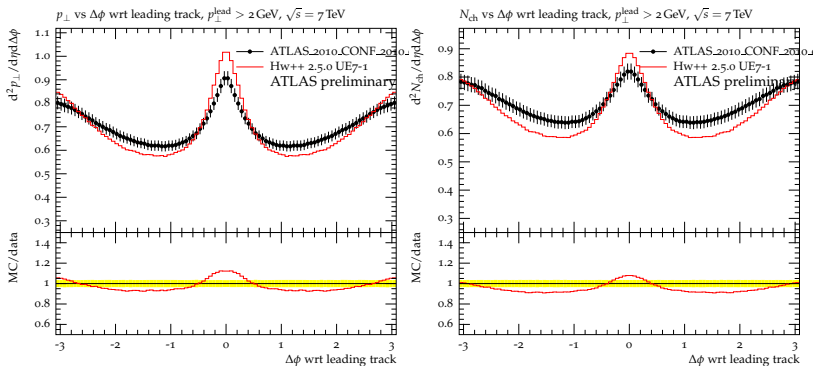 p⊥ vs Δϕ wrt leading track, p⊥^lead > 2 GeV, √s = 7 TeV
d²p⊥/dηdΔϕ
1.1
1.0
0.9
0.8
0.7
0.6
0.5
0.4
0.3
ATLAS_2010_CONF_2010_
Hw++ 2.5.0 UE7-1
ATLAS preliminary
MC/data
1.4
1.2
1
0.8
0.6
-3 -2 -1 0 1 2 3
Δϕ wrt leading track
N_ch vs Δϕ wrt leading track, p⊥^lead > 2 GeV, √s = 7 TeV
d²N_ch/dηdΔϕ
0.9
0.8
0.7
0.6
0.5
0.4
0.3
ATLAS_2010_CONF_2010_
Hw++ 2.5.0 UE7-1
ATLAS preliminary
MC/data
1.4
1.2
1
0.8
0.6
-3 -2 -1 0 1 2 3
Δϕ wrt leading track